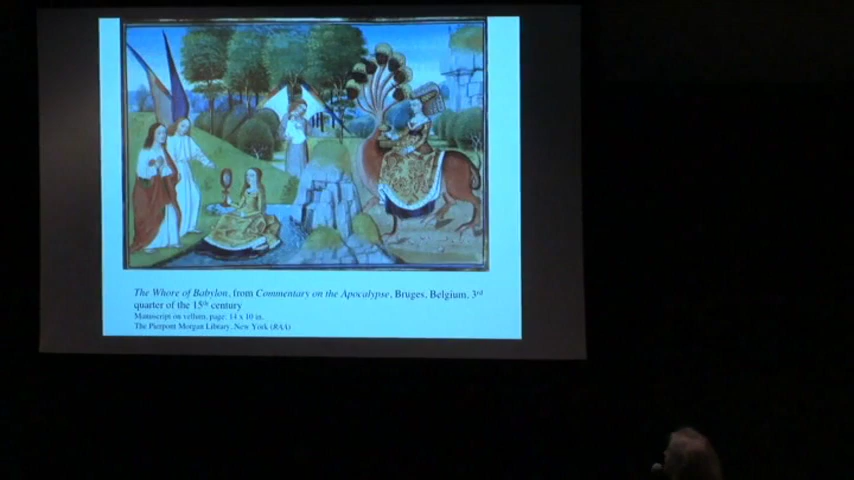 The Whore of Babylon, from Commentary on the Apocalypse, Bruges, Belgium, 3rd
quarter of the 15th century
Manuscript on vellum, page: 14 x 10 in.
The Pierpont Morgan Library, New York (BAA)